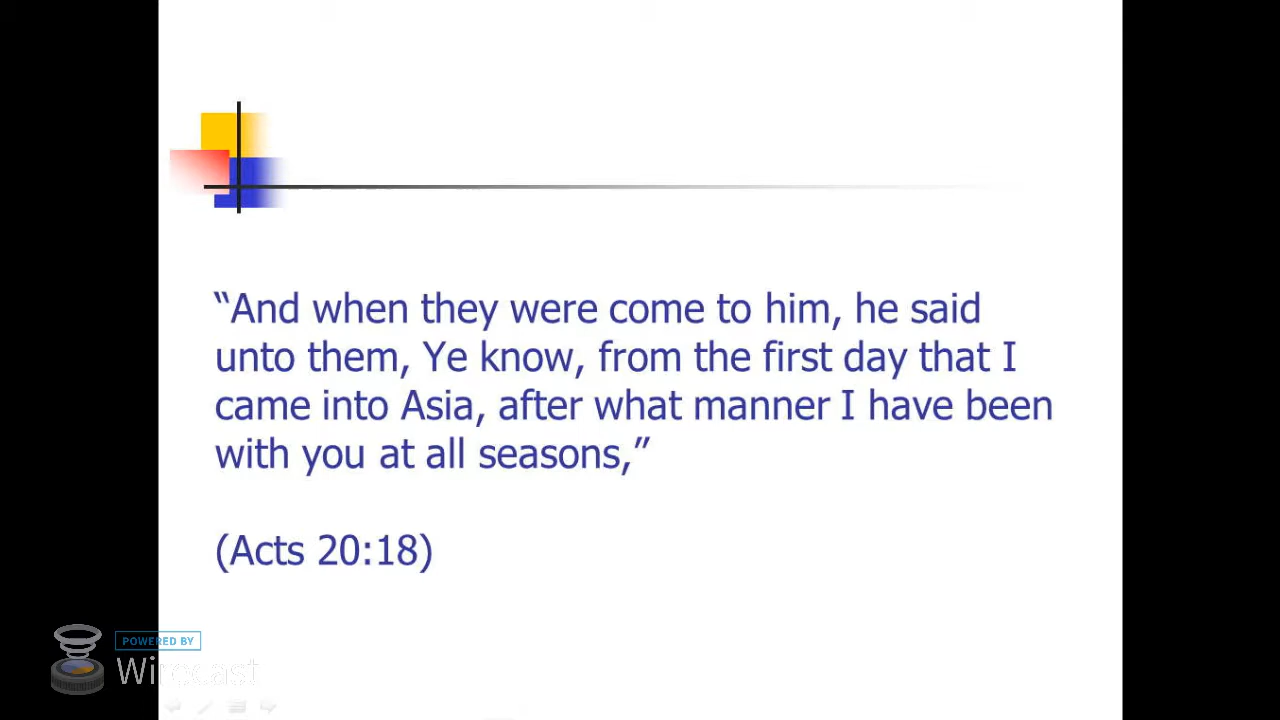 “And when they were come to him, he said
unto them, Ye know, from the first day that I
came into Asia, after what manner I have been
with you at all seasons,”
(Acts 20:18)
POWERED BY
Wirecast